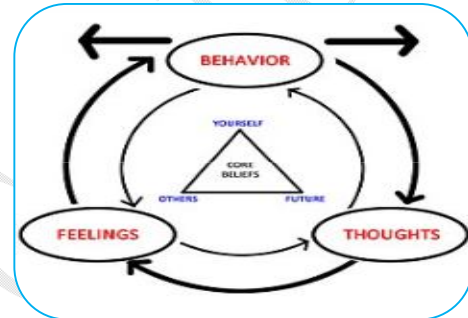 BEHAVIOR
YOURSELF
CORE
BELIEFS
OTHERS FUTURE
FEELINGS THOUGHTS